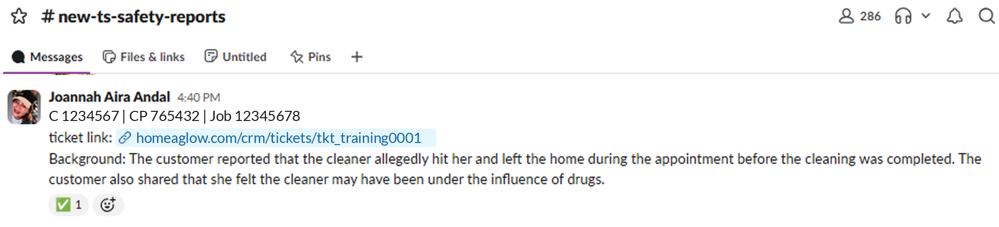 # new-ts-safety-reports
286
Messages
Files & links
Untitled
Pins
Joannah Aira Andal 4:40 PM
C 1234567 | CP 765432 | Job 12345678
ticket link: homeaglow.com/crm/tickets/tkt_training0001
Background: The customer reported that the cleaner allegedly hit her and left the home during the appointment before the cleaning was completed. The
customer also shared that she felt the cleaner may have been under the influence of drugs.
1